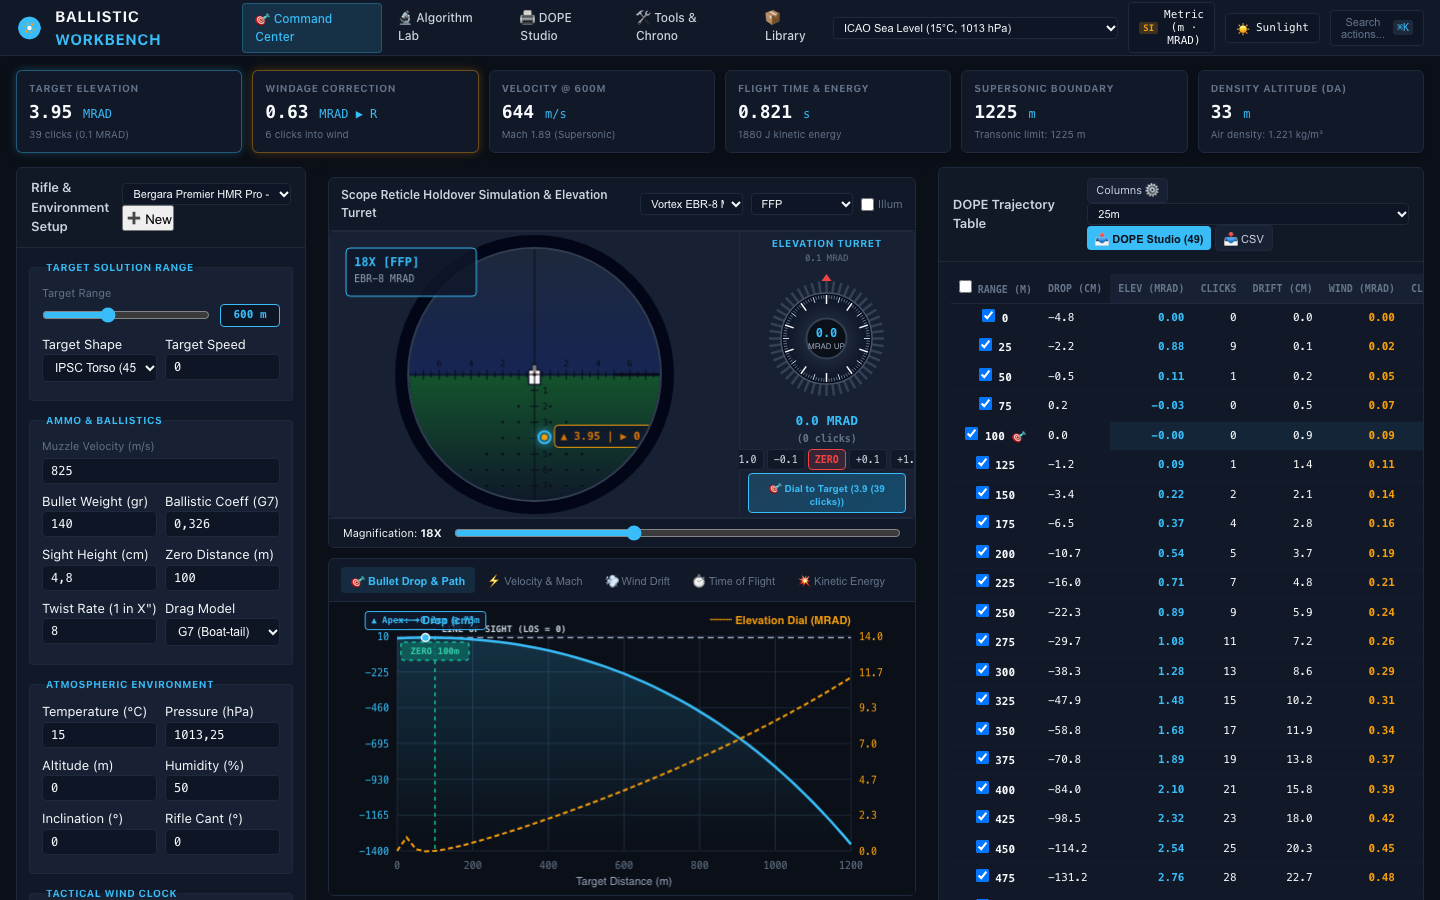 BALLISTIC
WORKBENCH
🎯 Command
Center
🔬 Algorithm
Lab
🖨️ DOPE
Studio
🛠️ Tools &
Chrono
📦
Library
ICAO Sea Level (15°C, 1013 hPa)
SI
Metric
(m ·
MRAD)
☀️ Sunlight
Search
actions...
⌘K
TARGET ELEVATION
3.95 MRAD
39 clicks (0.1 MRAD)
WINDAGE CORRECTION
0.63 MRAD ▶ R
6 clicks into wind
VELOCITY @ 600M
644 m/s
Mach 1.89 (Supersonic)
FLIGHT TIME & ENERGY
0.821 s
1880 J kinetic energy
SUPERSONIC BOUNDARY
1225 m
Transonic limit: 1225 m
DENSITY ALTITUDE (DA)
33 m
Air density: 1.221 kg/m³
Rifle &
Environment
Setup
Bergara Premier HMR Pro -
➕ New
TARGET SOLUTION RANGE
Target Range
600 m
Target Shape
Target Speed
IPSC Torso (45
0
AMMO & BALLISTICS
Muzzle Velocity (m/s)
825
Bullet Weight (gr)
Ballistic Coeff (G7)
140
0,326
Sight Height (cm)
Zero Distance (m)
4,8
100
Twist Rate (1 in X")
Drag Model
8
G7 (Boat-tail)
ATMOSPHERIC ENVIRONMENT
Temperature (°C)
Pressure (hPa)
15
1013,25
Altitude (m)
Humidity (%)
0
50
Inclination (°)
Rifle Cant (°)
0
0
TACTICAL WIND CLOCK
Scope Reticle Holdover Simulation & Elevation
Turret
Vortex EBR-8 M
FFP
Illum
18X [FFP]
EBR-8 MRAD
▲ 3.95 | ▶ 0
ELEVATION TURRET
0.1 MRAD
0.0
MRAD UP
0.0 MRAD
(0 clicks)
1.0
−0.1
ZERO
+0.1
+1.
🎯 Dial to Target (3.9 (39
clicks))
Magnification: 18X
🎯 Bullet Drop & Path
⚡ Velocity & Mach
💨 Wind Drift
⏱️ Time of Flight
💥 Kinetic Energy
LINE OF SIGHT (LOS = 0)
Elevation Dial (MRAD)
ZERO 100m
10
−225
−460
−695
−930
−1165
−1400
14.0
11.7
9.3
7.0
4.7
2.3
0.0
0 200 400 600 800 1000 1200
Target Distance (m)
DOPE Trajectory
Table
Columns ⚙️
25m
📤 DOPE Studio (49)
📥 CSV
RANGE (M) DROP (CM) ELEV (MRAD) CLICKS DRIFT (CM) WIND (MRAD) CL
0 −4.8 0.00 0 0.0 0.00
25 −2.2 0.88 9 0.1 0.02
50 −0.5 0.11 1 0.2 0.05
75 0.2 −0.03 0 0.5 0.07
100 🎯 0.0 −0.00 0 0.9 0.09
125 −1.2 0.09 1 1.4 0.11
150 −3.4 0.22 2 2.1 0.14
175 −6.5 0.37 4 2.8 0.16
200 −10.7 0.54 5 3.7 0.19
225 −16.0 0.71 7 4.8 0.21
250 −22.3 0.89 9 5.9 0.24
275 −29.7 1.08 11 7.2 0.26
300 −38.3 1.28 13 8.6 0.29
325 −47.9 1.48 15 10.2 0.31
350 −58.8 1.68 17 11.9 0.34
375 −70.8 1.89 19 13.8 0.37
400 −84.0 2.10 21 15.8 0.39
425 −98.5 2.32 23 18.0 0.42
450 −114.2 2.54 25 20.3 0.45
475 −131.2 2.76 28 22.7 0.48